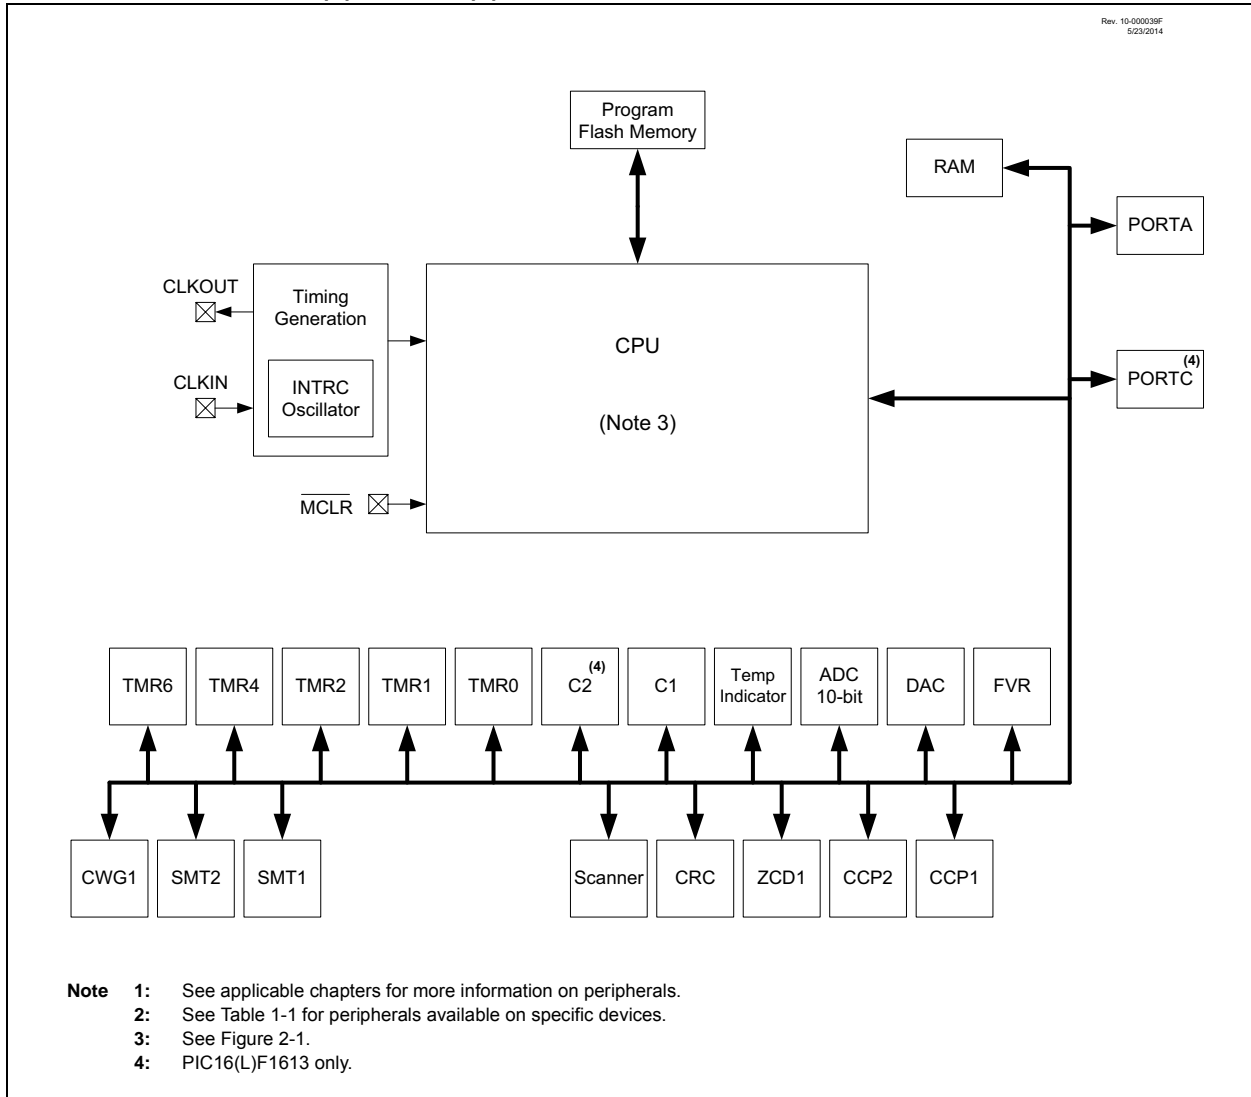 Rev. 10-000039F
5/23/2014
Program
Flash Memory
RAM
PORTA
CLKOUT
Timing
Generation
CPU
PORTC (4)
CLKIN
INTRC
Oscillator
(Note 3)
MCLR
TMR6
TMR4
TMR2
TMR1
TMR0
C2 (4)
C1
Temp
Indicator
ADC
10-bit
DAC
FVR
CWG1
SMT2
SMT1
Scanner
CRC
ZCD1
CCP2
CCP1
Note 1: See applicable chapters for more information on peripherals.
2: See Table 1-1 for peripherals available on specific devices.
3: See Figure 2-1.
4: PIC16(L)F1613 only.